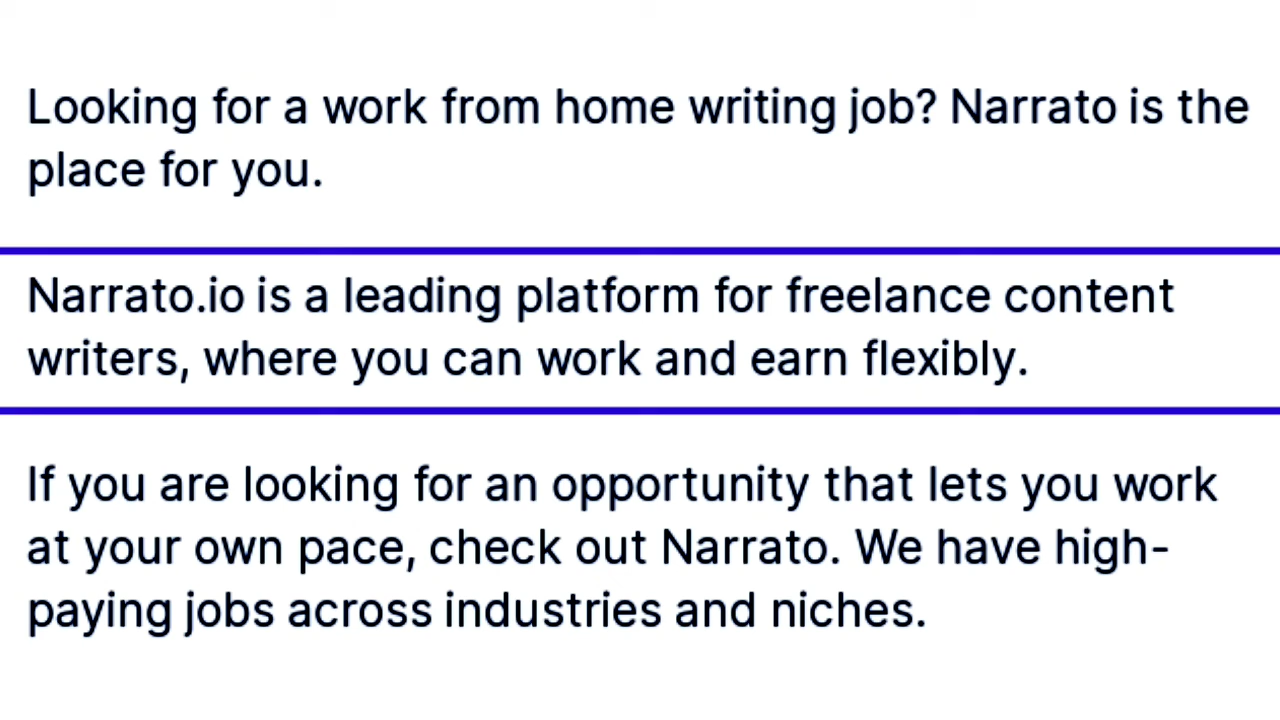 Looking for a work from home writing job? Narrato is the
place for you.
Narrato.io is a leading platform for freelance content
writers, where you can work and earn flexibly.
If you are looking for an opportunity that lets you work
at your own pace, check out Narrato. We have high-
paying jobs across industries and niches.